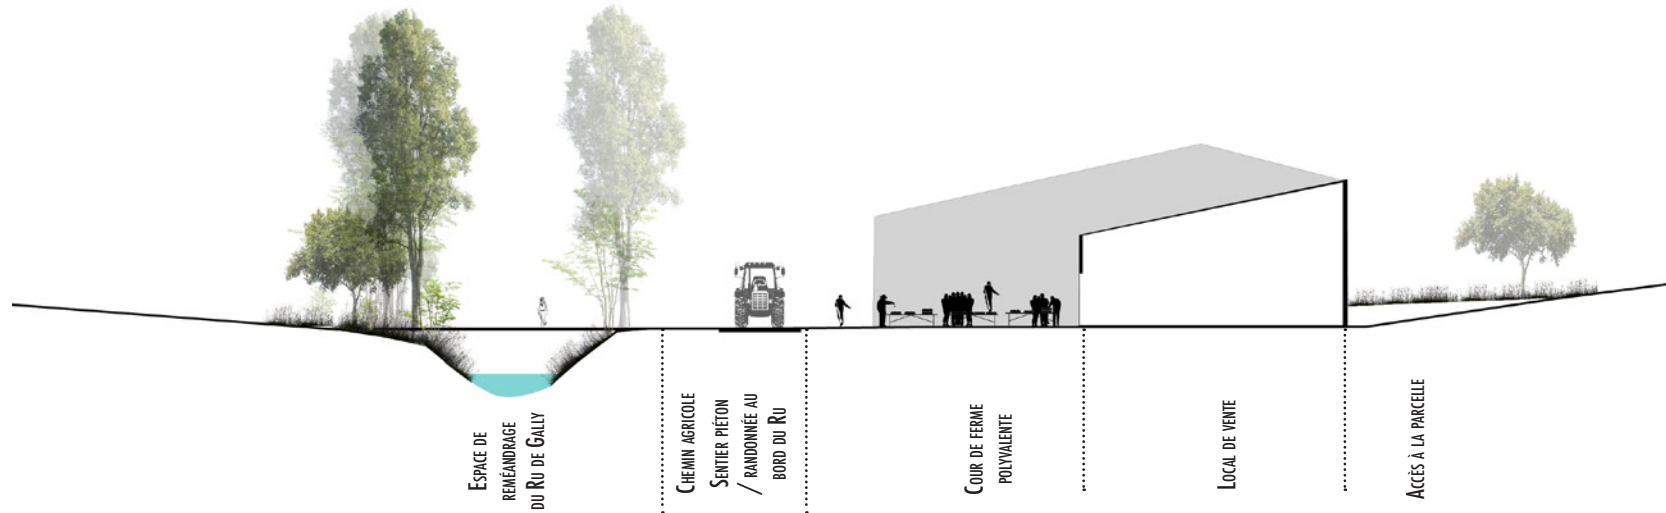 Espace de
reméandrage
du Ru de Gally
Chemin agricole
Sentier piéton
/ randonnée au
bord du Ru
Cour de ferme
polyvalente
Local de vente
Accès à la parcelle